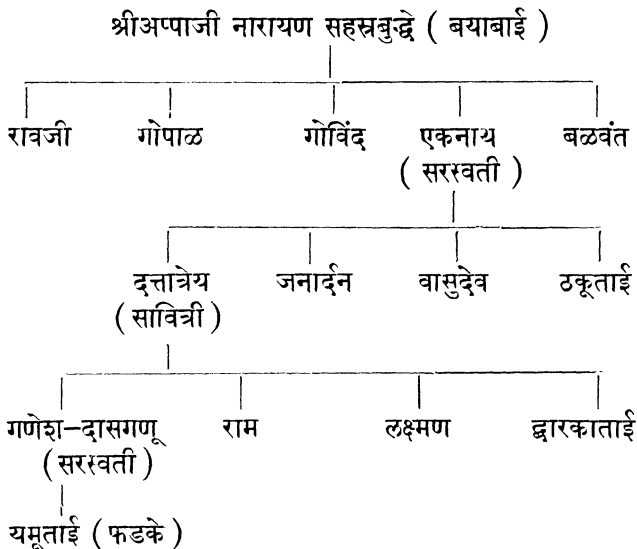 श्रीअप्पाजी नारायण सहस्रबुद्धे ( बयाबाई )
रावजी गोपाळ गोविंद एकनाथ बळवंत
( सरस्वती )
दत्तात्रेय जनार्दन वासुदेव ठकूताई
( सावित्री )
गणेश–दासगणू राम लक्ष्मण द्वारकाताई
( सरस्वती )
यमूताई ( फडके )